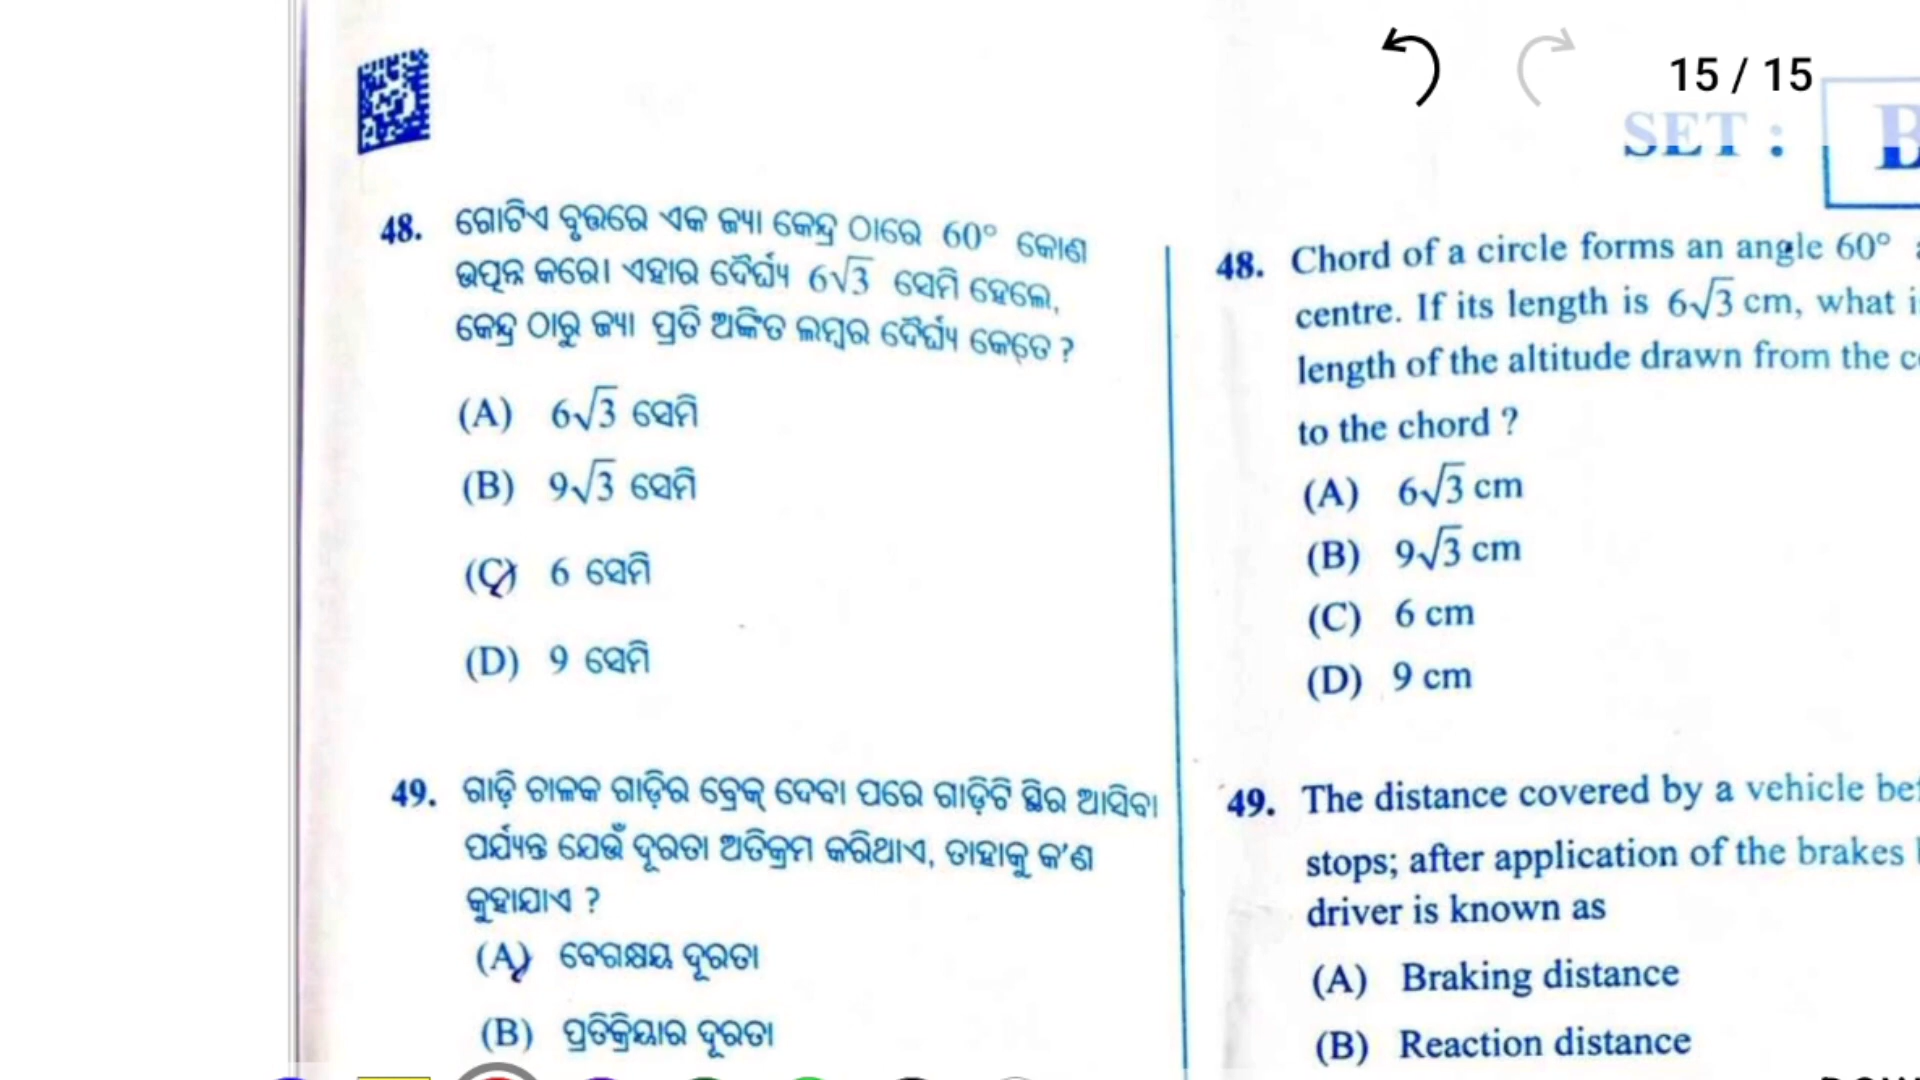 15 / 15
SET :
48. ଗୋଟିଏ ବୃତ୍ତରେ ଏକ ଜ୍ୟା କେନ୍ଦ୍ର ଠାରେ 60° କୋଣ
ଉତ୍ପନ୍ନ କରେ। ଏହାର ଦୈର୍ଘ୍ୟ 6√3 ସେମି ହେଲେ,
କେନ୍ଦ୍ର ଠାରୁ ଜ୍ୟା ପ୍ରତି ଅଙ୍କିତ ଲମ୍ବର ଦୈର୍ଘ୍ୟ କେତେ ?
(A) 6√3 ସେମି
(B) 9√3 ସେମି
(C) 6 ସେମି
(D) 9 ସେମି
49. ଗାଡ଼ି ଚାଳକ ଗାଡ଼ିର ବ୍ରେକ୍ ଦେବା ପରେ ଗାଡ଼ିଟି ସ୍ଥିର ଆସିବା
ପର୍ଯ୍ୟନ୍ତ ଯେଉଁ ଦୂରତା ଅତିକ୍ରମ କରିଥାଏ, ତାହାକୁ କ'ଣ
କୁହାଯାଏ ?
(A) ବେଗକ୍ଷୟ ଦୂରତା
(B) ପ୍ରତିକ୍ରିୟାର ଦୂରତା
48. Chord of a circle forms an angle 60°
centre. If its length is 6√3 cm, what
length of the altitude drawn from the
to the chord ?
(A) 6√3 cm
(B) 9√3 cm
(C) 6 cm
(D) 9 cm
49. The distance covered by a vehicle
stops; after application of the brakes
driver is known as
(A) Braking distance
(B) Reaction distance